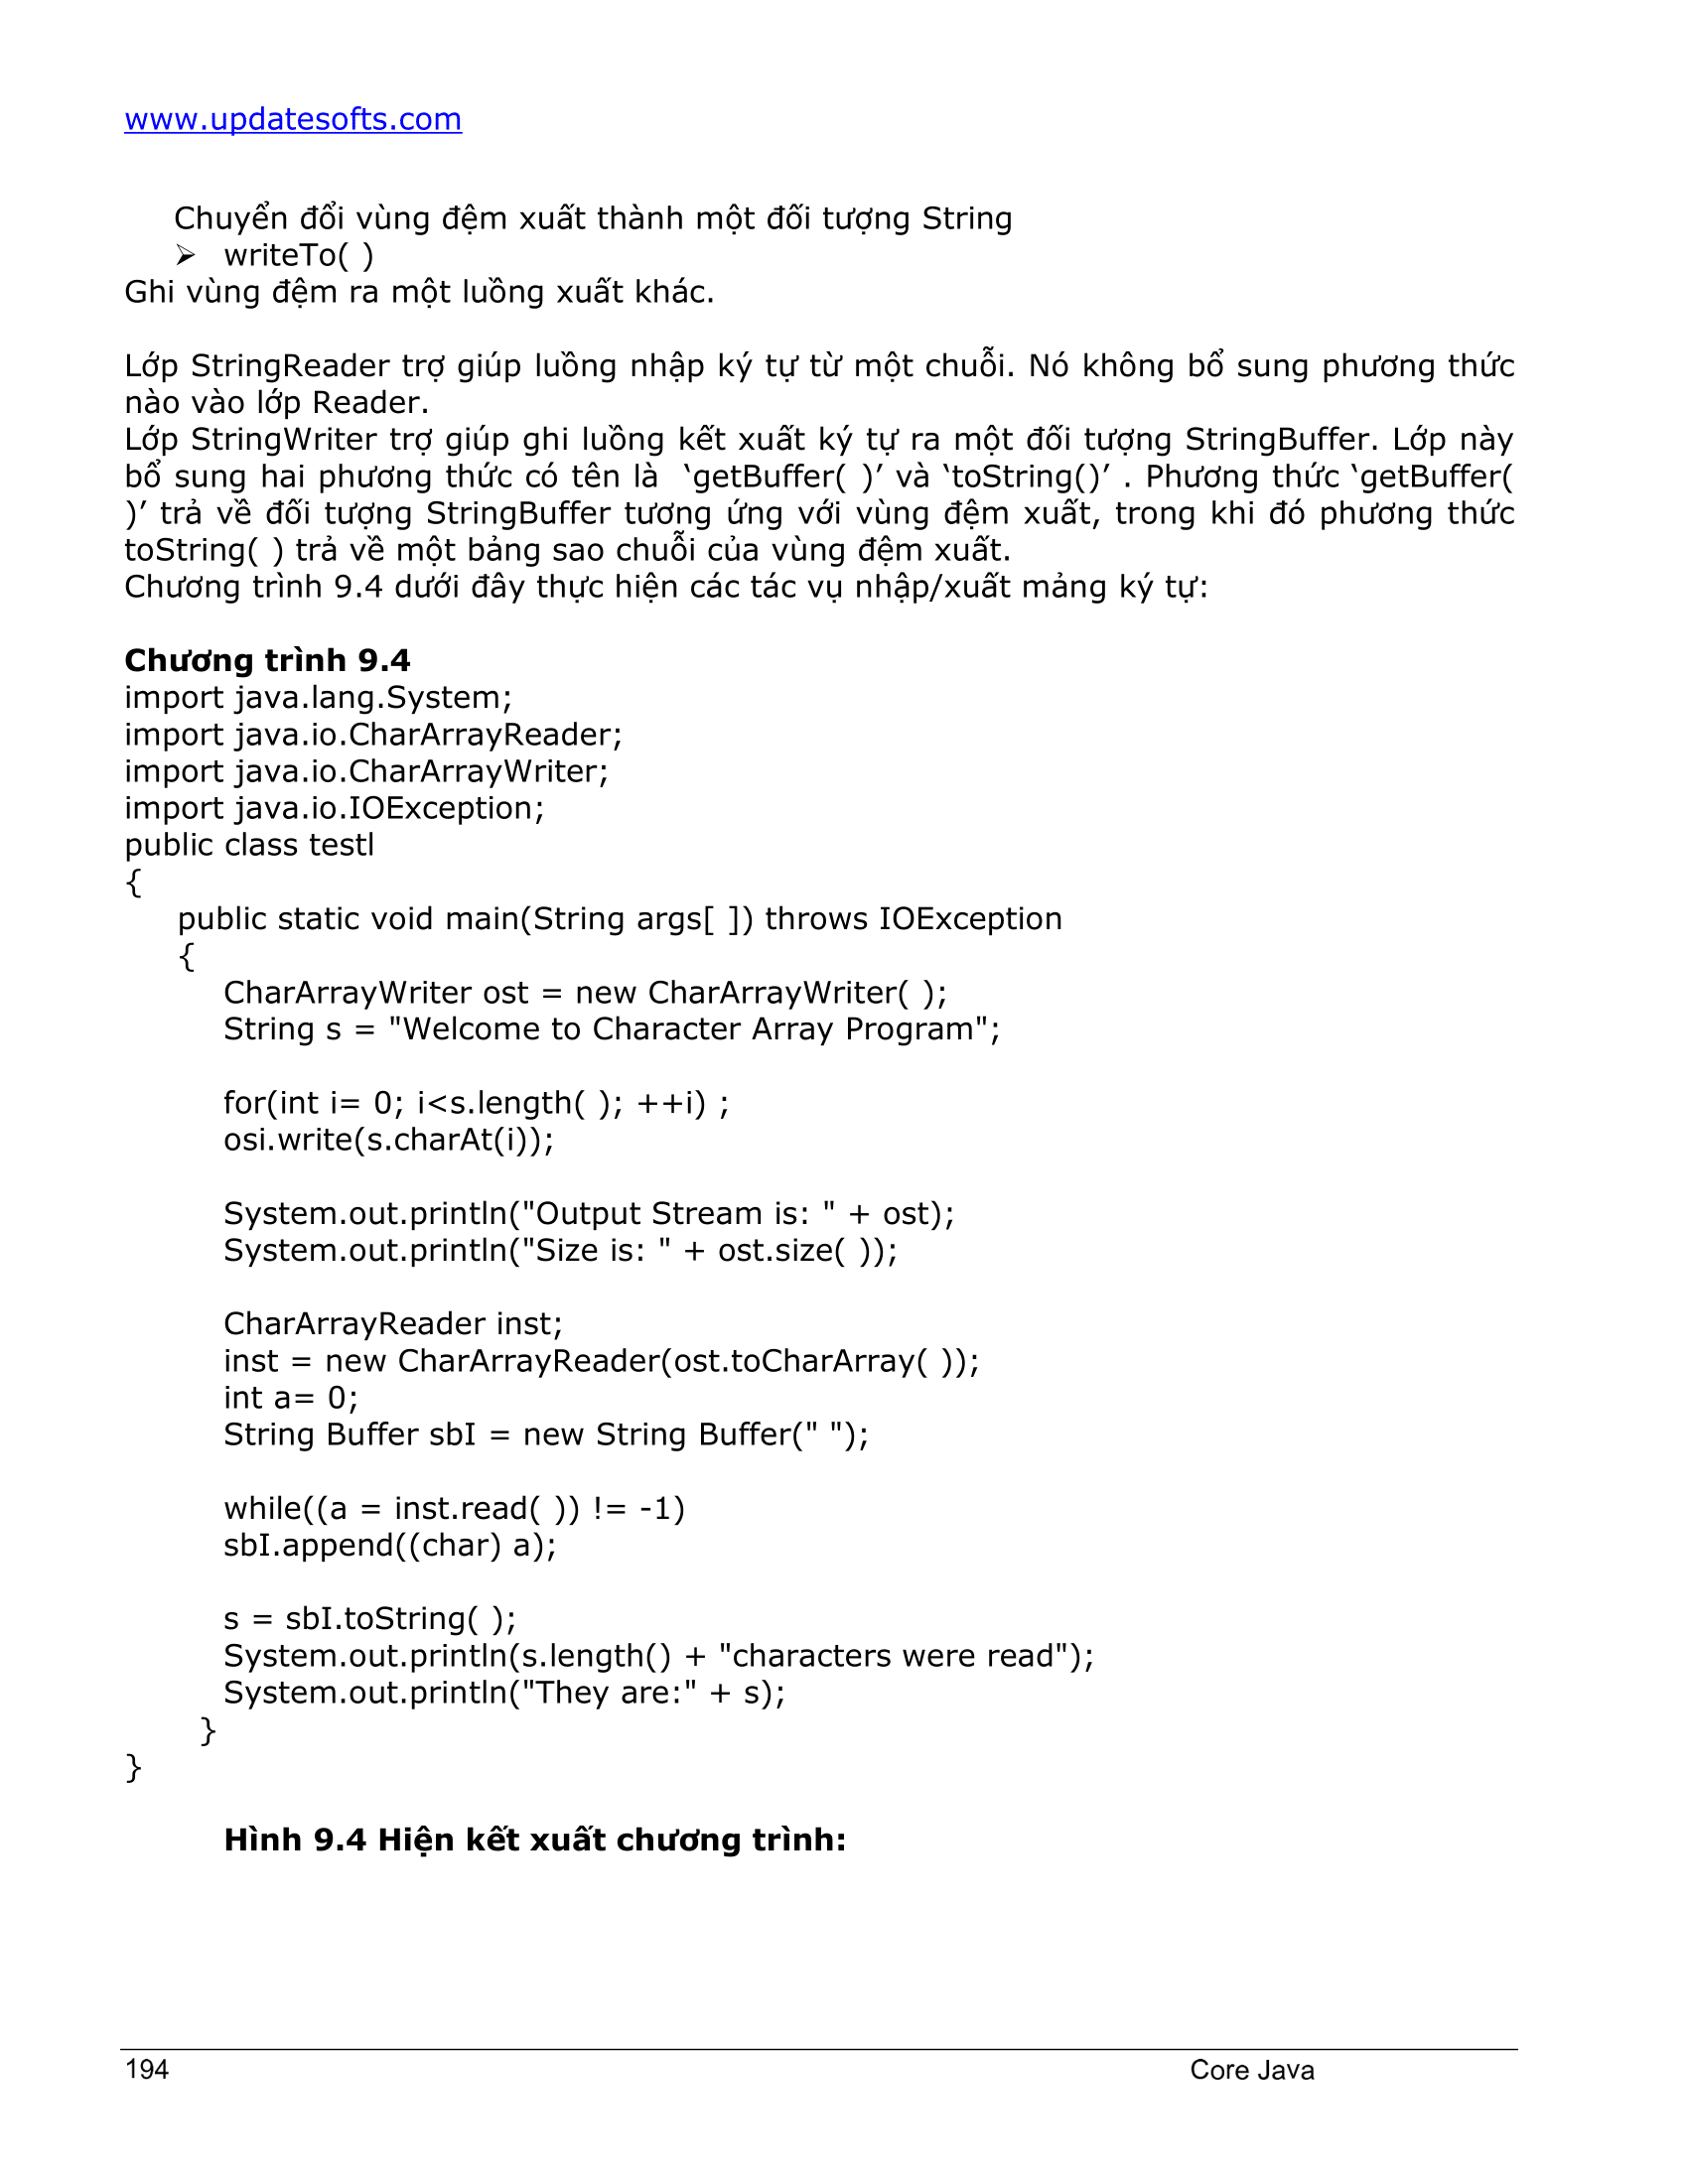 www.updatesofts.com
Chuyển đổi vùng đệm xuất thành một đối tượng String
➢ writeTo( )
Ghi vùng đệm ra một luồng xuất khác.
Lớp StringReader trợ giúp luồng nhập ký tự từ một chuỗi. Nó không bổ sung phương thức
nào vào lớp Reader.
Lớp StringWriter trợ giúp ghi luồng kết xuất ký tự ra một đối tượng StringBuffer. Lớp này
bổ sung hai phương thức có tên là  ‘getBuffer( )’ và ‘toString()’ . Phương thức ‘getBuffer(
)’ trả về đối tượng StringBuffer tương ứng với vùng đệm xuất, trong khi đó phương thức
toString( ) trả về một bảng sao chuỗi của vùng đệm xuất.
Chương trình 9.4 dưới đây thực hiện các tác vụ nhập/xuất mảng ký tự:
Chương trình 9.4
import java.lang.System;
import java.io.CharArrayReader;
import java.io.CharArrayWriter;
import java.io.IOException;
public class testl
{
public static void main(String args[ ]) throws IOException
{
CharArrayWriter ost = new CharArrayWriter( );
String s = "Welcome to Character Array Program";
for(int i= 0; i<s.length( ); ++i) ;
osi.write(s.charAt(i));
System.out.println("Output Stream is: " + ost);
System.out.println("Size is: " + ost.size( ));
CharArrayReader inst;
inst = new CharArrayReader(ost.toCharArray( ));
int a= 0;
String Buffer sbI = new String Buffer(" ");
while((a = inst.read( )) != -1)
sbI.append((char) a);
s = sbI.toString( );
System.out.println(s.length() + "characters were read");
System.out.println("They are:" + s);
}
}
Hình 9.4 Hiện kết xuất chương trình:
194 Core Java